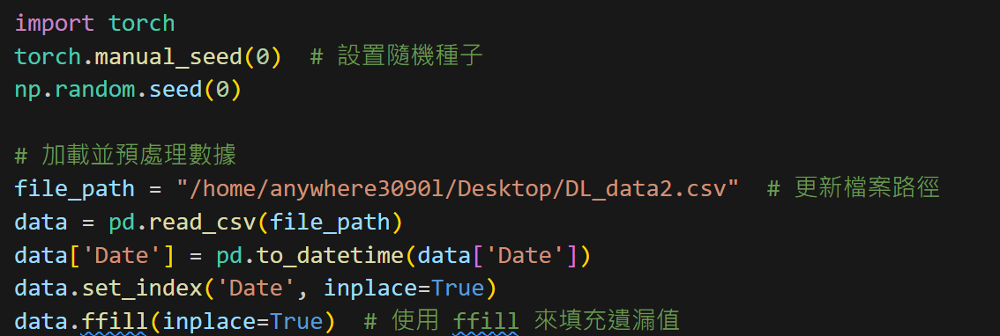 import torch
torch.manual_seed(0)  # 設置隨機種子
np.random.seed(0)

# 加載並預處理數據
file_path = "/home/anywhere3090l/Desktop/DL_data2.csv"  # 更新檔案路徑
data = pd.read_csv(file_path)
data['Date'] = pd.to_datetime(data['Date'])
data.set_index('Date', inplace=True)
data.ffill(inplace=True)  # 使用 ffill 來填充遺漏值